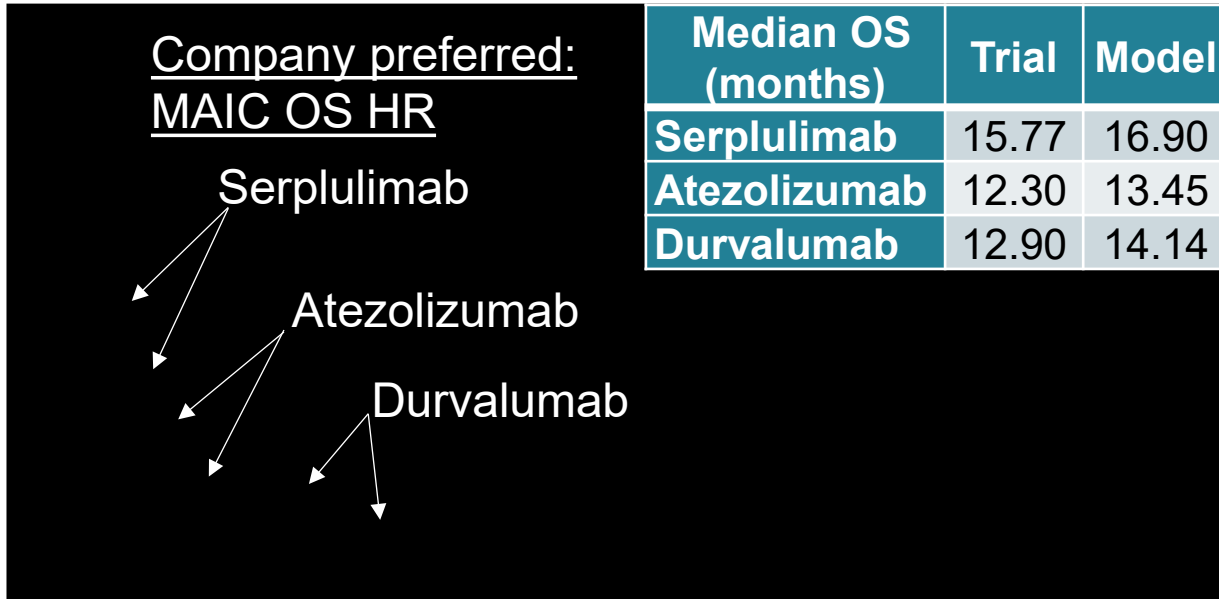 Company preferred:
MAIC OS HR
Serplulimab
Atezolizumab
Durvalumab
Median OS (months) Trial Model
Serplulimab 15.77 16.90
Atezolizumab 12.30 13.45
Durvalumab 12.90 14.14